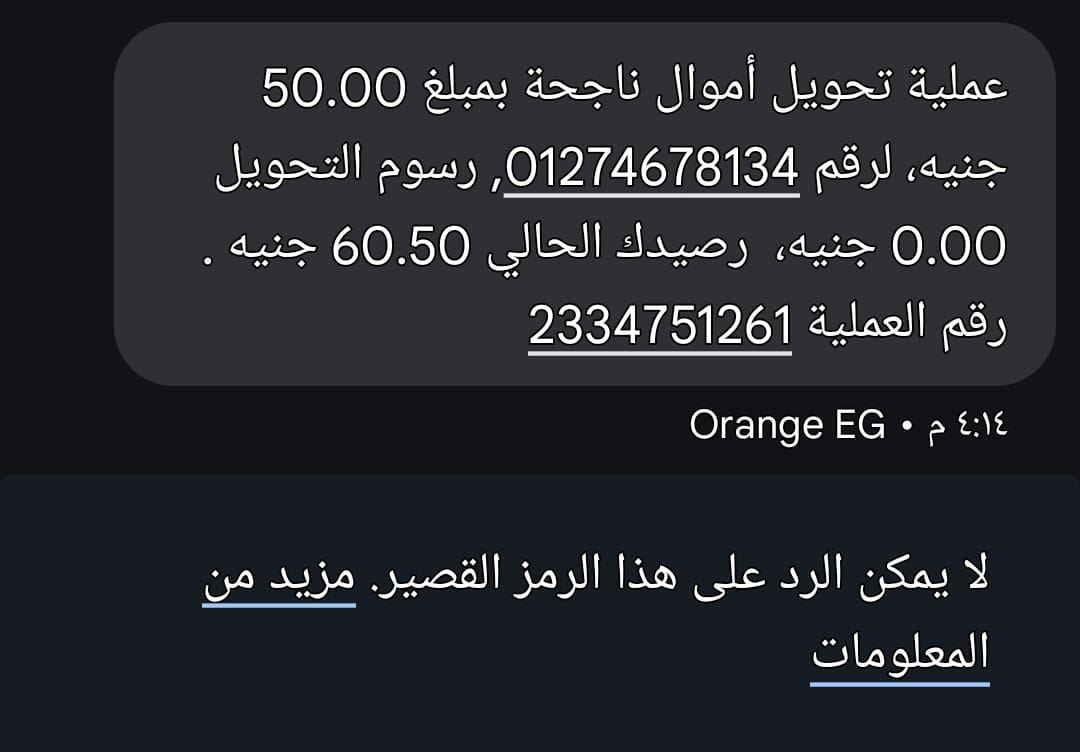 عملية تحويل أموال ناجحة بمبلغ 50.00
جنيه، لرقم 01274678134, رسوم التحويل
0.00 جنيه، رصيدك الحالي 60.50 جنيه .
رقم العملية 2334751261
٤:١٤ م • Orange EG
لا يمكن الرد على هذا الرمز القصير. مزيد من
المعلومات